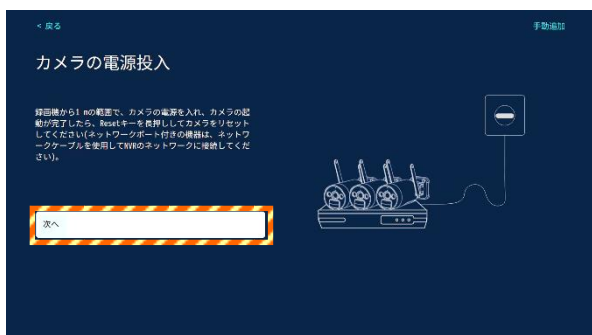 < 戻る
手動追加
カメラの電源投入
録画機から1 mの範囲で、カメラの電源を入れ、カメラの起
動が完了したら、Resetキーを長押ししてカメラをリセット
してください(ネットワークポート付きの機器は、ネットワ
ークケーブルを使用してNVRのネットワークに接続してくだ
さい)。
次へ